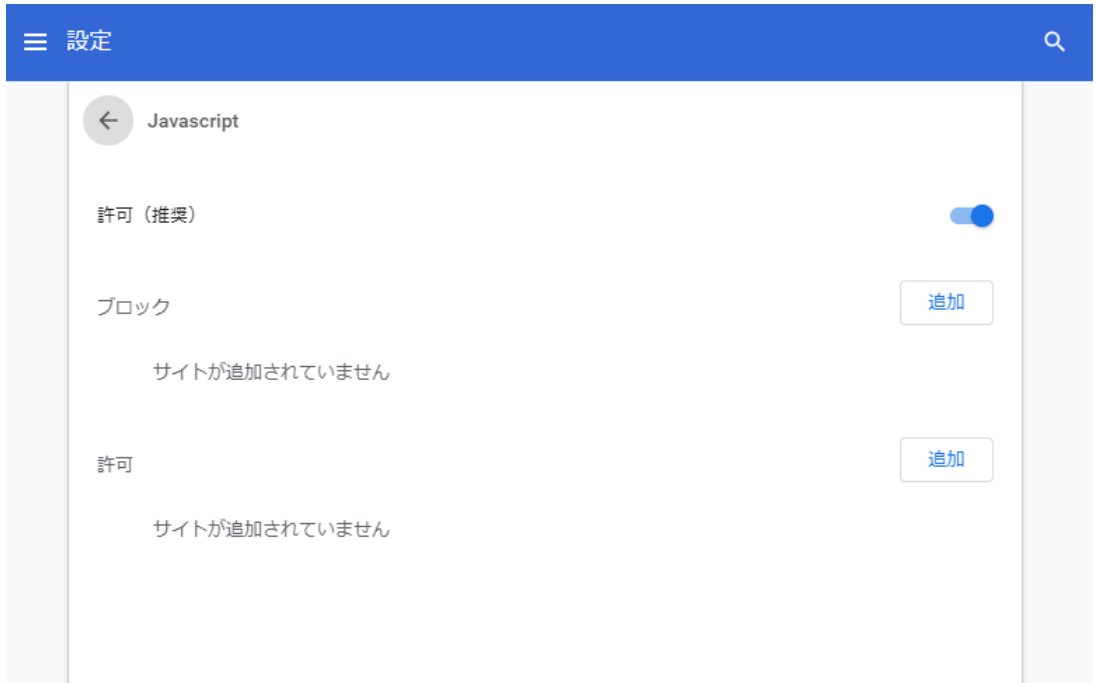 設定
Javascript
許可（推奨）
ブロック
追加
サイトが追加されていません
許可
追加
サイトが追加されていません